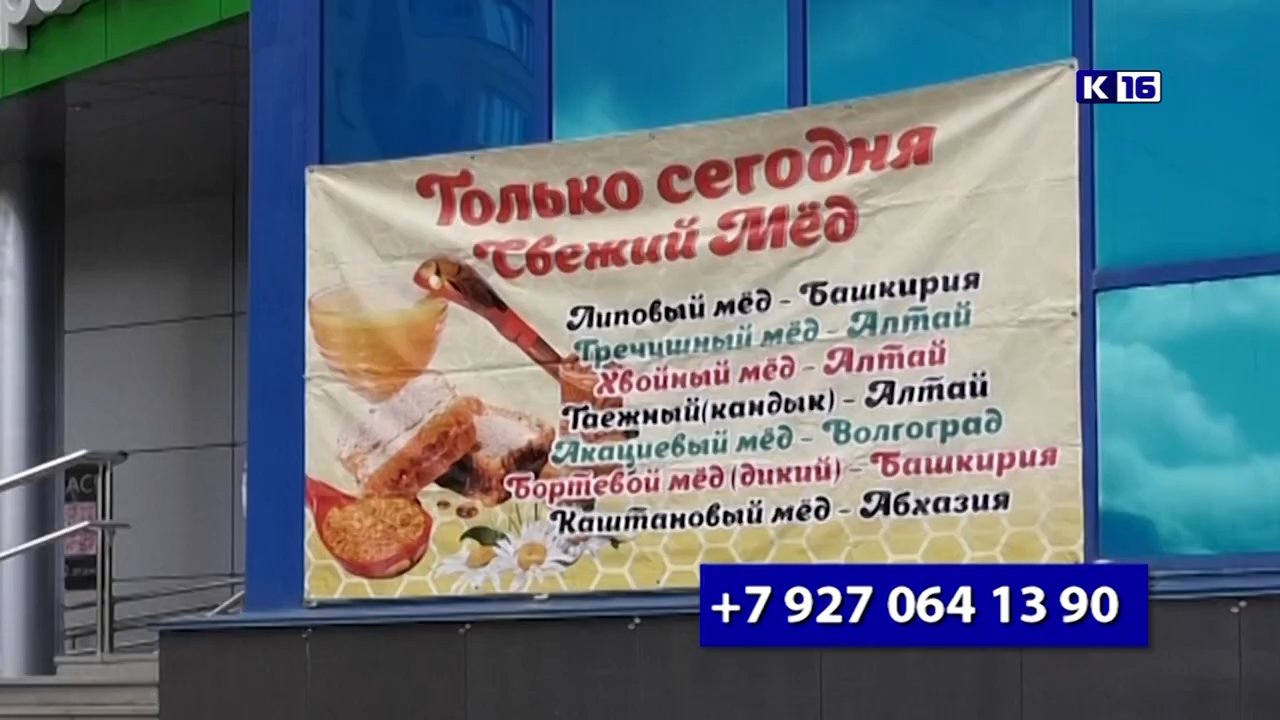 К 16
Только сегодня
Свежий Мёд
Липовый мёд - Башкирия
Гречишный мёд - Алтай
Хвойный мёд - Алтай
Таежный(кандык) - Алтай
Акациевый мёд - Волгоград
Бортевой мёд (дикий) - Башкирия
Каштановый мёд - Абхазия
+7 927 064 13 90